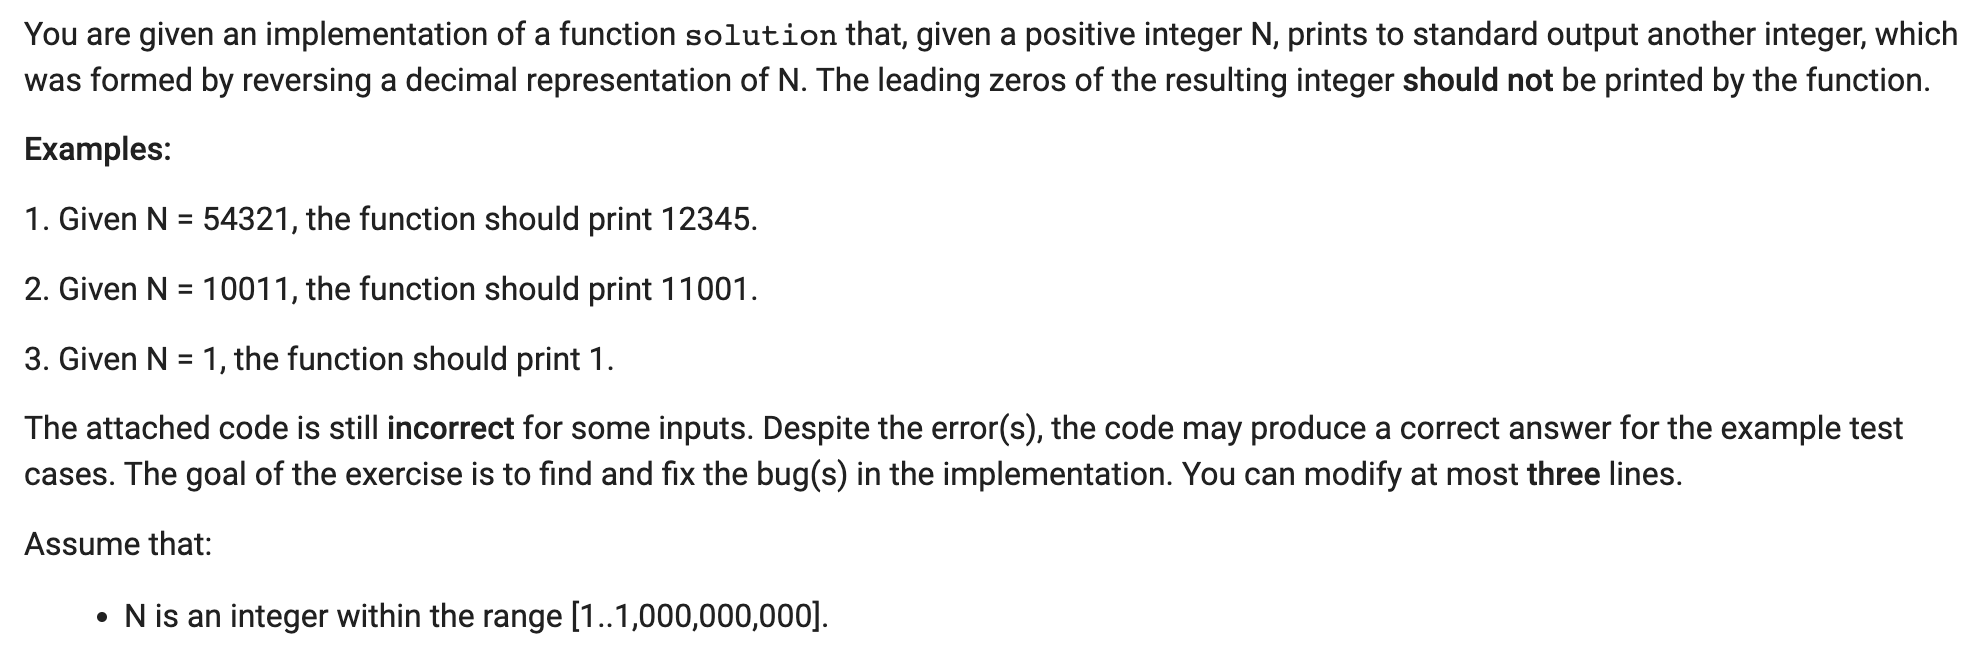 You are given an implementation of a function solution that, given a positive integer N, prints to standard output another integer, which
was formed by reversing a decimal representation of N. The leading zeros of the resulting integer should not be printed by the function.
Examples:
1. Given N = 54321, the function should print 12345.
2. Given N = 10011, the function should print 11001.
3. Given N = 1, the function should print 1.
The attached code is still incorrect for some inputs. Despite the error(s), the code may produce a correct answer for the example test
cases. The goal of the exercise is to find and fix the bug(s) in the implementation. You can modify at most three lines.
Assume that:
• N is an integer within the range [1..1,000,000,000].